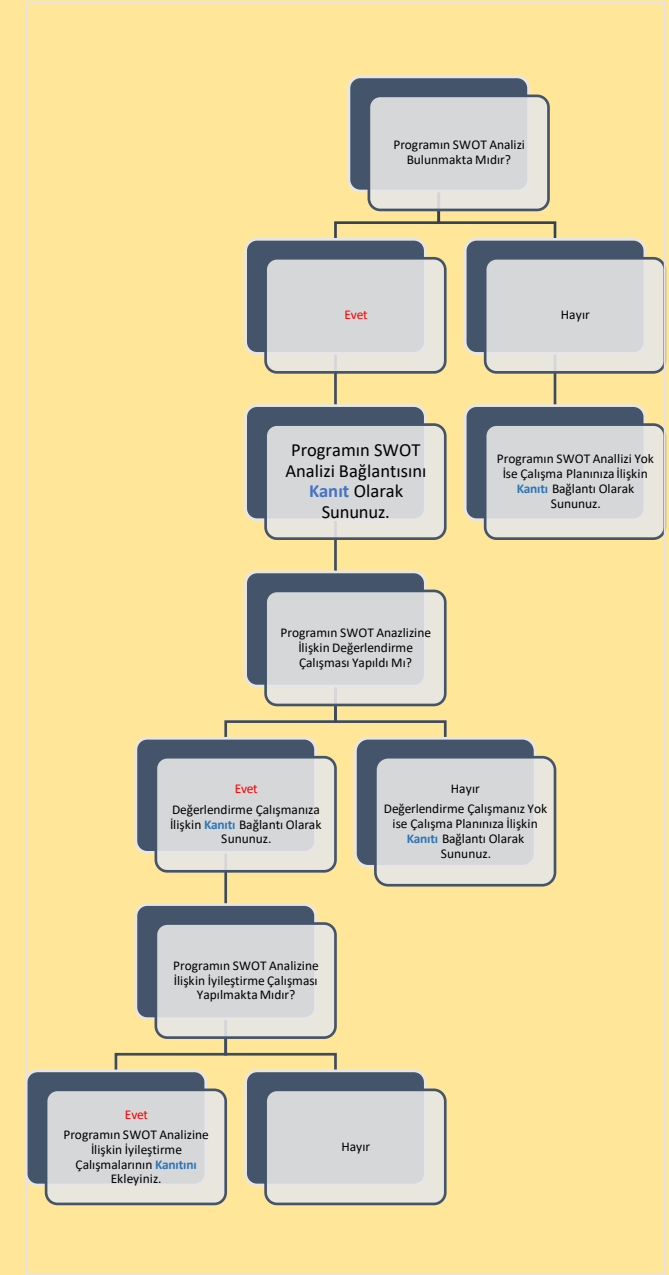 Programın SWOT Analizi
Bulunmakta Mıdır?
Evet
Hayır
Programın SWOT
Analizi Bağlantısını
Kanıt Olarak
Sununuz.
Programın SWOT Anallizi Yok
İse Çalışma Planınıza İlişkin
Kanıtı Bağlantı Olarak
Sununuz.
Programın SWOT Anazlizine
İlişkin Değerlendirme
Çalışması Yapıldı Mı?
Evet
Değerlendirme Çalışmanıza
İlişkin Kanıtı Bağlantı Olarak
Sununuz.
Hayır
Değerlendirme Çalışmanız Yok
ise Çalışma Planınıza İlişkin
Kanıtı Bağlantı Olarak
Sununuz.
Programın SWOT Analizine
İlişkin İyileştirme Çalışması
Yapılmakta Mıdır?
Evet
Programın SWOT Analizine
İlişkin İyileştirme
Çalışmalarının Kanıtını
Ekleyiniz.
Hayır